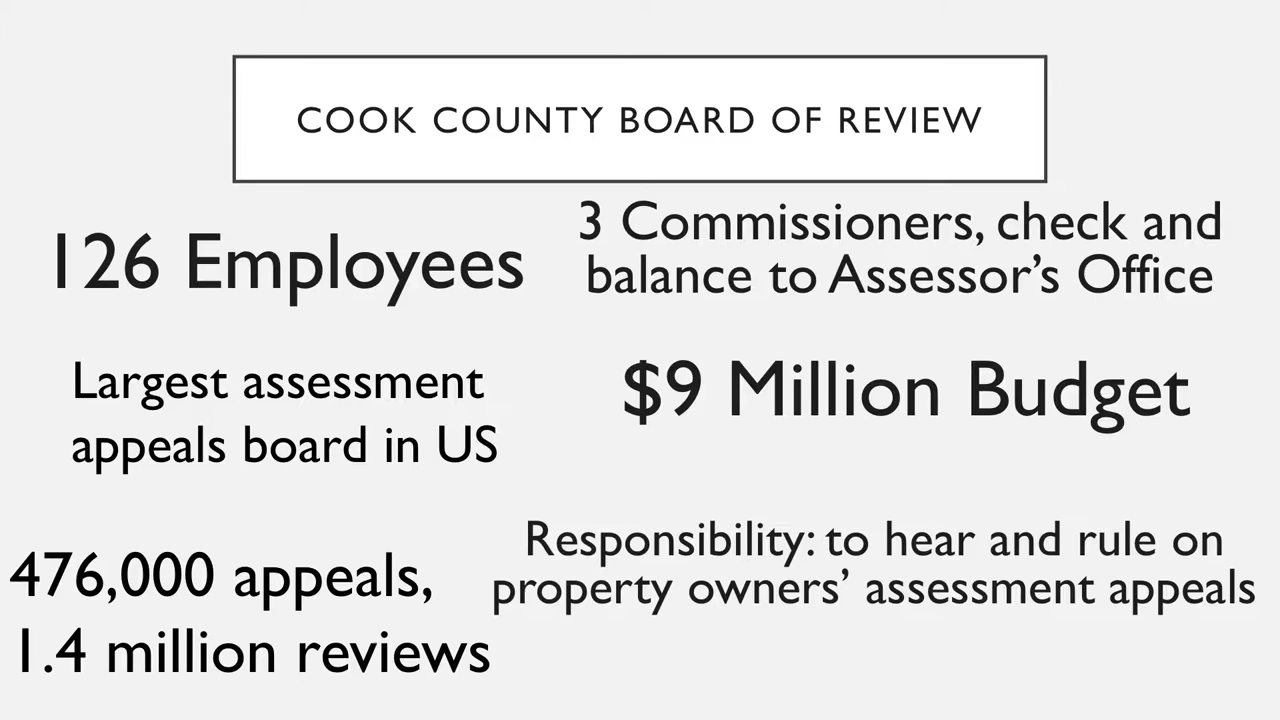 COOK COUNTY BOARD OF REVIEW
126 Employees
3 Commissioners, check and
balance to Assessor’s Office
Largest assessment
appeals board in US
$9 Million Budget
476,000 appeals,
1.4 million reviews
Responsibility: to hear and rule on
property owners’ assessment appeals